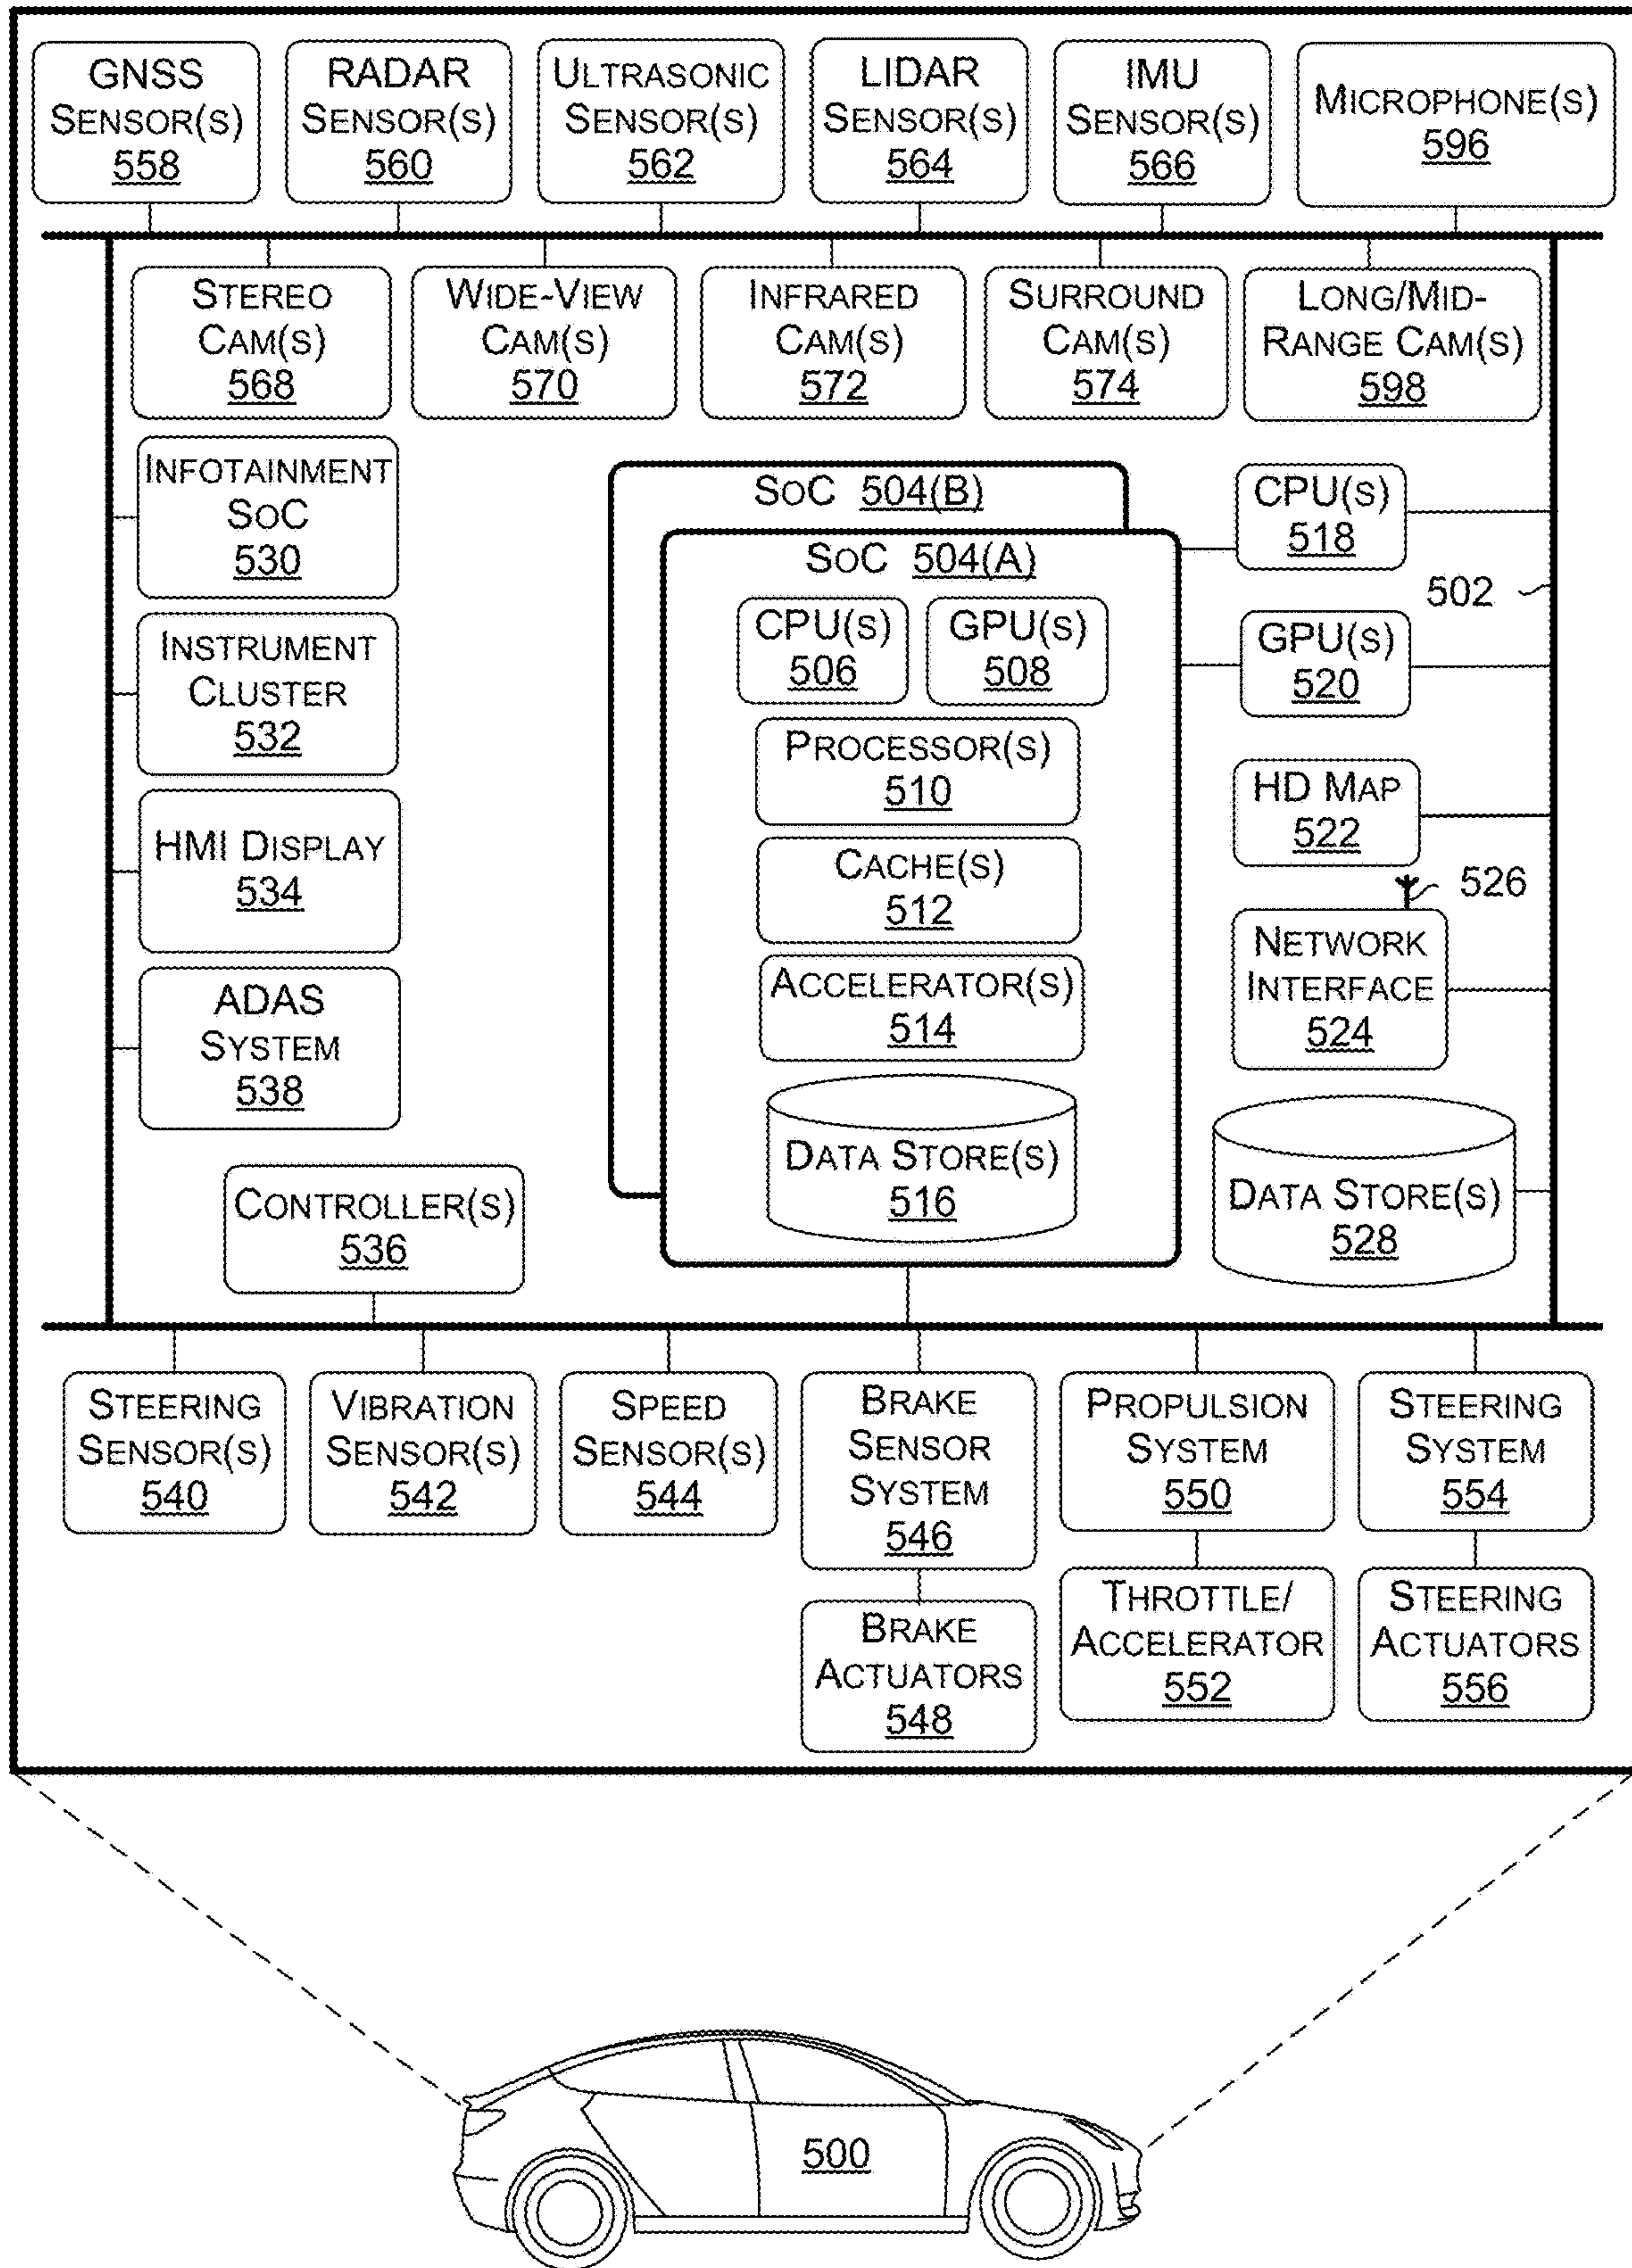 GNSS
SENSOR(S)
558
RADAR
SENSOR(S)
560
ULTRASONIC
SENSOR(S)
562
LIDAR
SENSOR(S)
564
IMU
SENSOR(S)
566
MICROPHONE(S)
596
STEREO
CAM(S)
568
WIDE-VIEW
CAM(S)
570
INFRARED
CAM(S)
572
SURROUND
CAM(S)
574
LONG/MID-
RANGE CAM(S)
598
INFOTAINMENT
SOC
530
INSTRUMENT
CLUSTER
532
HMI DISPLAY
534
ADAS
SYSTEM
538
CONTROLLER(S)
536
SOC 504(B)
SOC 504(A)
CPU(S)
506
GPU(S)
508
PROCESSOR(S)
510
CACHE(S)
512
ACCELERATOR(S)
514
DATA STORE(S)
516
CPU(S)
518
502
GPU(S)
520
HD MAP
522
526
NETWORK
INTERFACE
524
DATA STORE(S)
528
STEERING
SENSOR(S)
540
VIBRATION
SENSOR(S)
542
SPEED
SENSOR(S)
544
BRAKE
SENSOR
SYSTEM
546
PROPULSION
SYSTEM
550
STEERING
SYSTEM
554
BRAKE
ACTUATORS
548
THROTTLE/
ACCELERATOR
552
STEERING
ACTUATORS
556
500